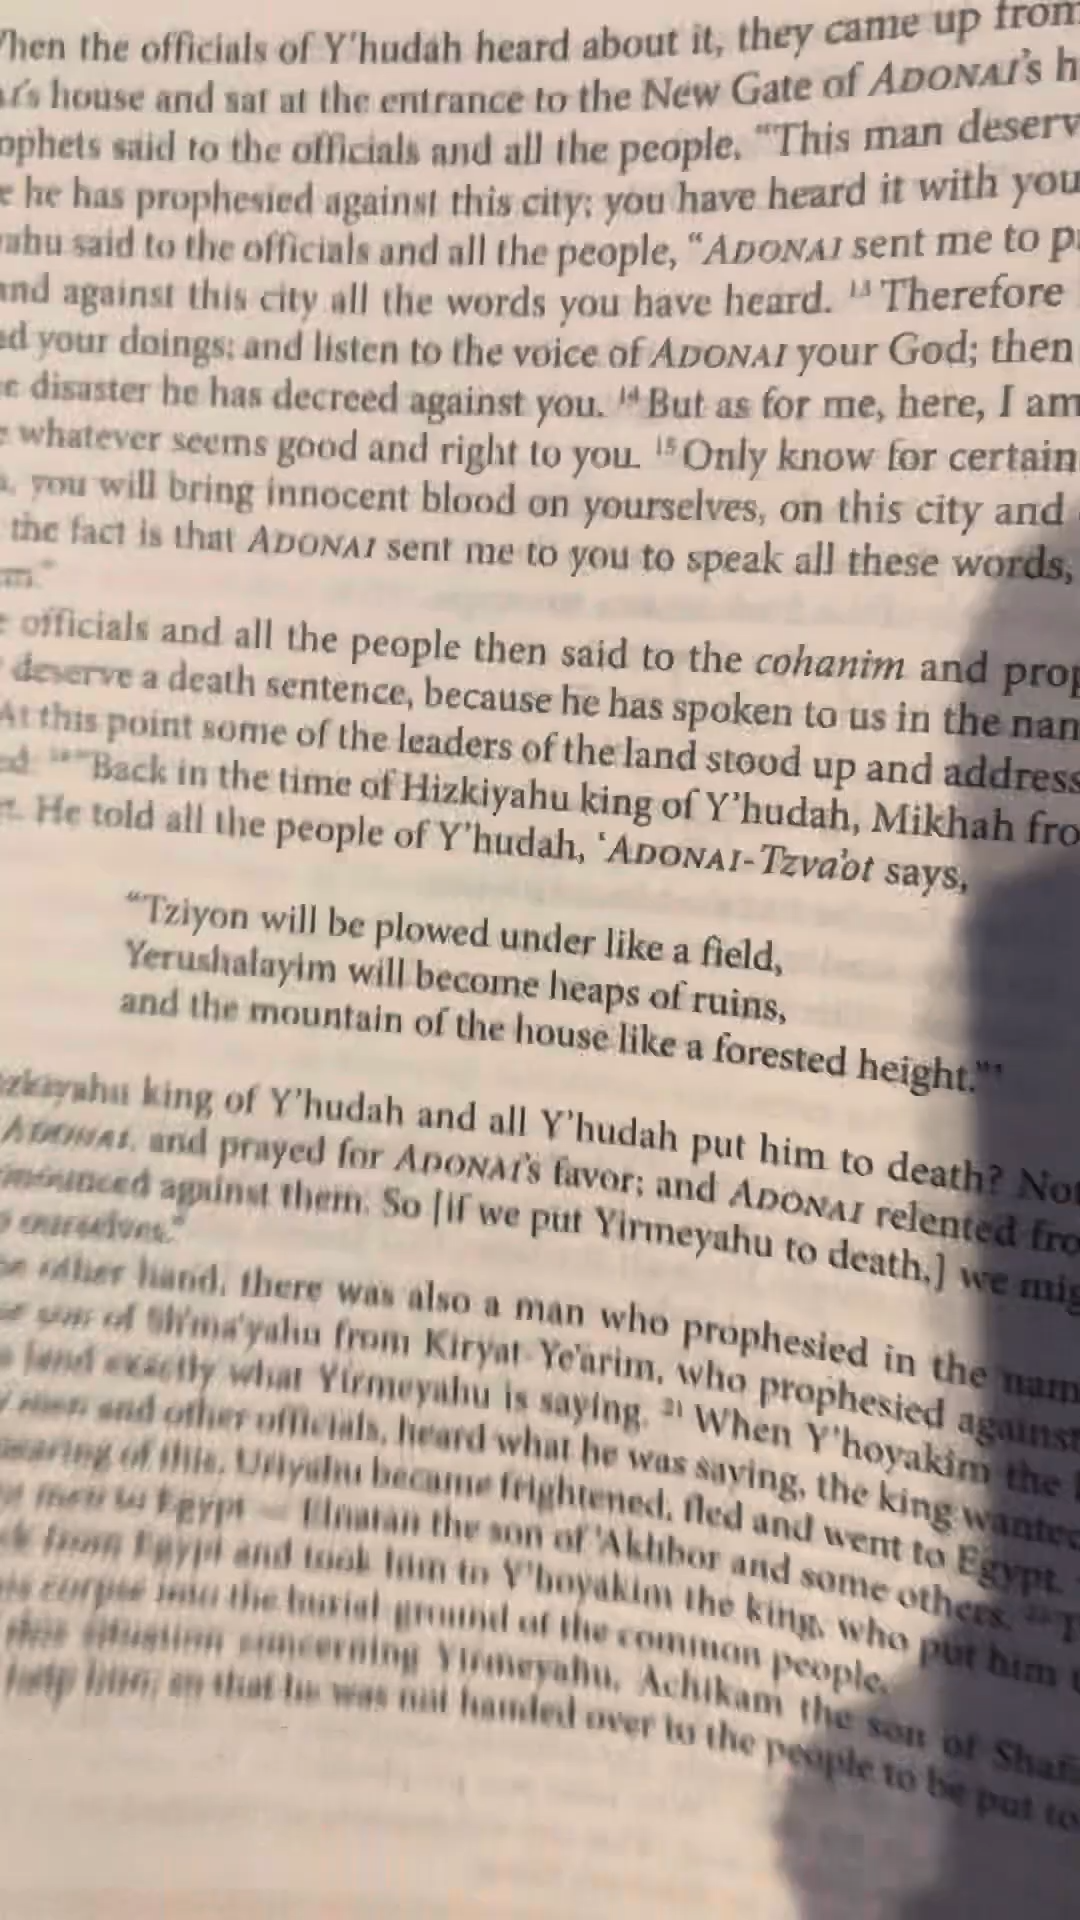 When the officials of Y'hudah heard about it, they came up from
house and sat at the entrance to the New Gate of ADONAI's h
ophets said to the officials and all the people, "This man deserv
e he has prophesied against this city; you have heard it with you
ahu said to the officials and all the people, "ADONAI sent me to p
and against this city all the words you have heard. 13 Therefore
ed your doings; and listen to the voice of ADONAI your God; then
e disaster he has decreed against you. 14 But as for me, here, I am
whatever seems good and right to you. 15 Only know for certain
you will bring innocent blood on yourselves, on this city and
the fact is that ADONAI sent me to you to speak all these words,
officials and all the people then said to the cohanim and prop
deserve a death sentence, because he has spoken to us in the nam
At this point some of the leaders of the land stood up and address
ed "Back in the time of Hizkiyahu king of Y'hudah, Mikhah fro
He told all the people of Y'hudah, 'ADONAI-Tzva'ot says,
"Tziyon will be plowed under like a field,
Yerushalayim will become heaps of ruins,
and the mountain of the house like a forested height."'
zkiyahu king of Y'hudah and all Y'hudah put him to death? Not
ADONAI, and prayed for ADONAI's favor; and ADONAI relented fro
nounced against them. So [if we put Yirmeyahu to death,] we mig
ourselves."
other hand, there was also a man who prophesied in the nam
son of Sh'ma'yahu from Kiryat-Ye'arim, who prophesied against
land exactly what Yirmeyahu is saying. 21 When Y'hoyakim the
men and other officials, heard what he was saying, the king wanted
hearing of this, Uriyahu became frightened, fled and went to Egypt.
men to Egypt — Elnatan the son of 'Akhbor and some others. 23 T
from Egypt and took him to Y'hoyakim the king, who put him
corpse into the burial ground of the common people.
this situation concerning Yirmeyahu, Achikam the son of Shaf
help him, so that he was not handed over to the people to be put to